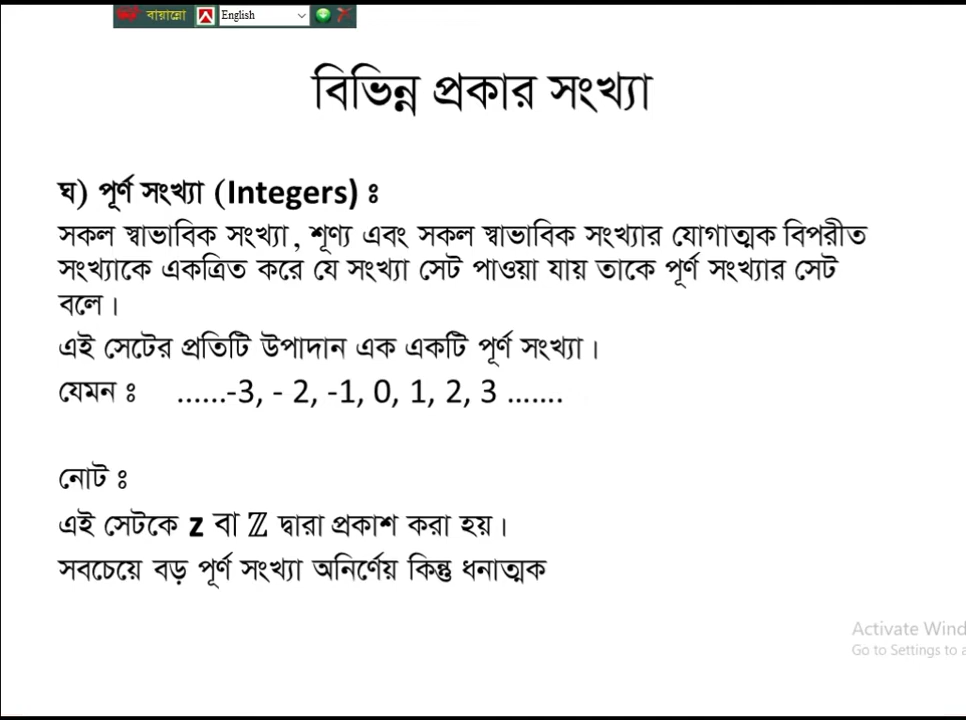 বায়ান্নো English
বিভিন্ন প্রকার সংখ্যা
ঘ) পূর্ণ সংখ্যা (Integers) ঃ
সকল স্বাভাবিক সংখ্যা, শূণ্য এবং সকল স্বাভাবিক সংখ্যার যোগাত্মক বিপরীত
সংখ্যাকে একত্রিত করে যে সংখ্যা সেট পাওয়া যায় তাকে পূর্ণ সংখ্যার সেট
বলে।
এই সেটের প্রতিটি উপাদান এক একটি পূর্ণ সংখ্যা।
যেমন ঃ ......-3, - 2, -1, 0, 1, 2, 3 .......
নোট ঃ
এই সেটকে z বা ℤ দ্বারা প্রকাশ করা হয়।
সবচেয়ে বড় পূর্ণ সংখ্যা অনির্ণেয় কিন্তু ধনাত্মক
Activate Wind
Go to Settings to a